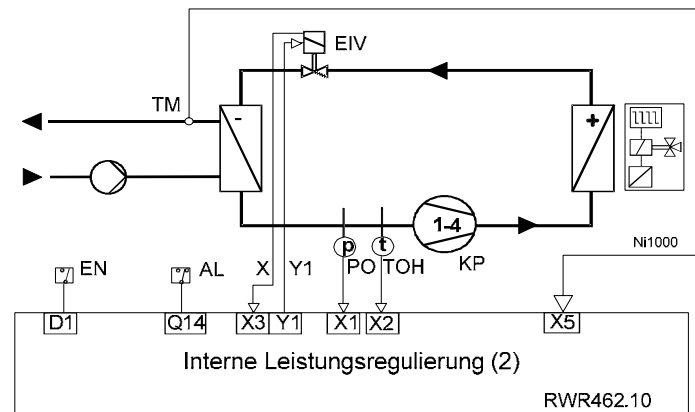 EIV
TM
-
+
1-4
p
t
Ni1000
EN
AL
X
Y1
PO
TOH
KP
D1
Q14
X3
Y1
X1
X2
X5
Interne Leistungsregulierung (2)
RWR462.10